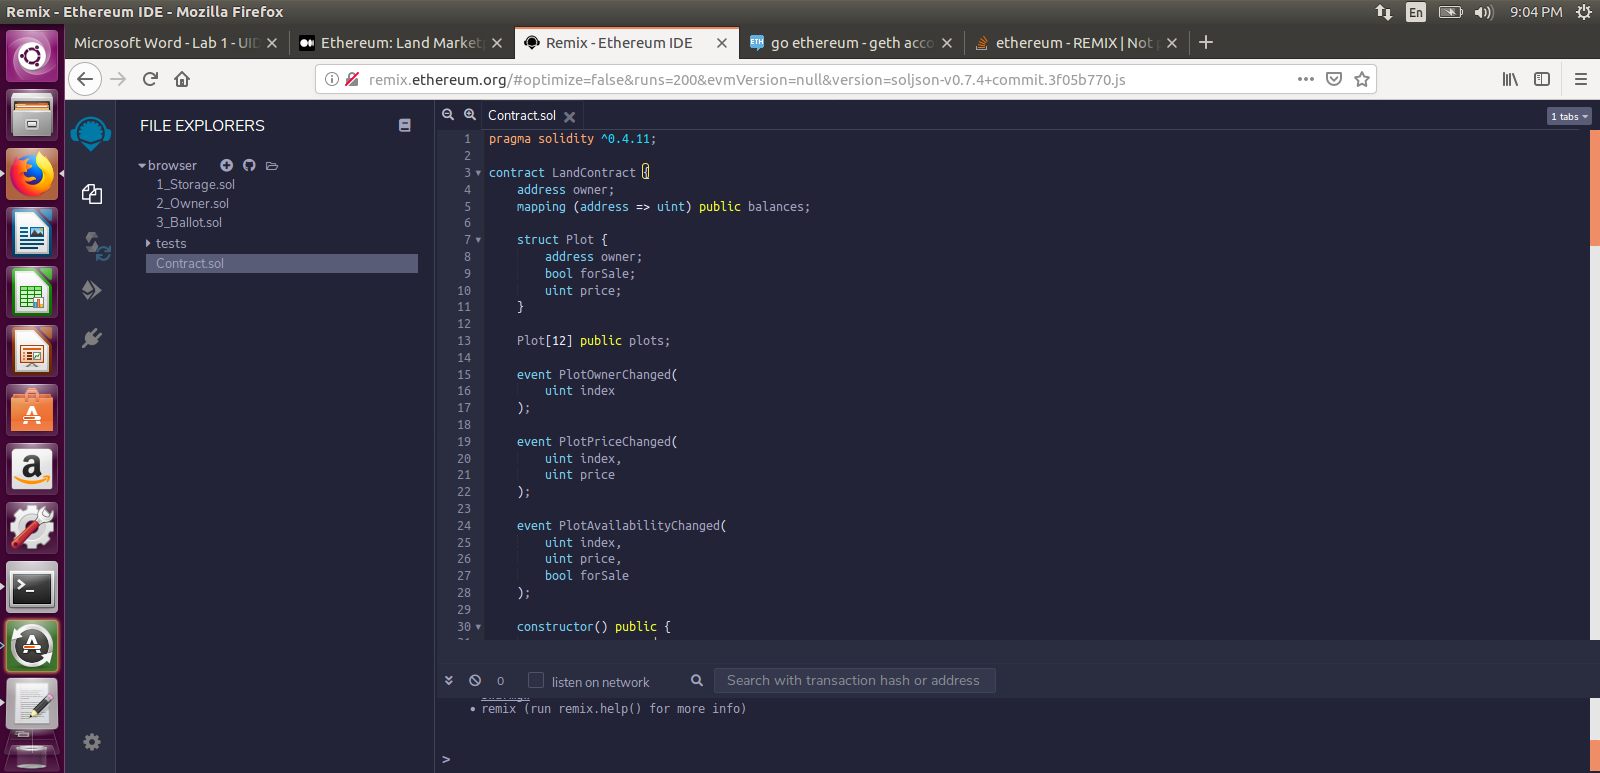 Remix - Ethereum IDE - Mozilla Firefox
En
9:04 PM
Microsoft Word - Lab 1 - UID
Ethereum: Land Market
Remix - Ethereum IDE
go ethereum - geth acco
ethereum - REMIX | Not
remix.ethereum.org/#optimize=false&runs=200&evmVersion=null&version=soljson-v0.7.4+commit.3f05b770.js
FILE EXPLORERS
browser
1_Storage.sol
2_Owner.sol
3_Ballot.sol
tests
Contract.sol
Contract.sol
1 tabs
1 pragma solidity ^0.4.11;
2
3 contract LandContract {
4 address owner;
5 mapping (address => uint) public balances;
6
7 struct Plot {
8 address owner;
9 bool forSale;
10 uint price;
11 }
12
13 Plot[12] public plots;
14
15 event PlotOwnerChanged(
16 uint index
17 );
18
19 event PlotPriceChanged(
20 uint index,
21 uint price
22 );
23
24 event PlotAvailabilityChanged(
25 uint index,
26 uint price,
27 bool forSale
28 );
29
30 constructor() public {
0
listen on network
Search with transaction hash or address
• remix (run remix.help() for more info)
>